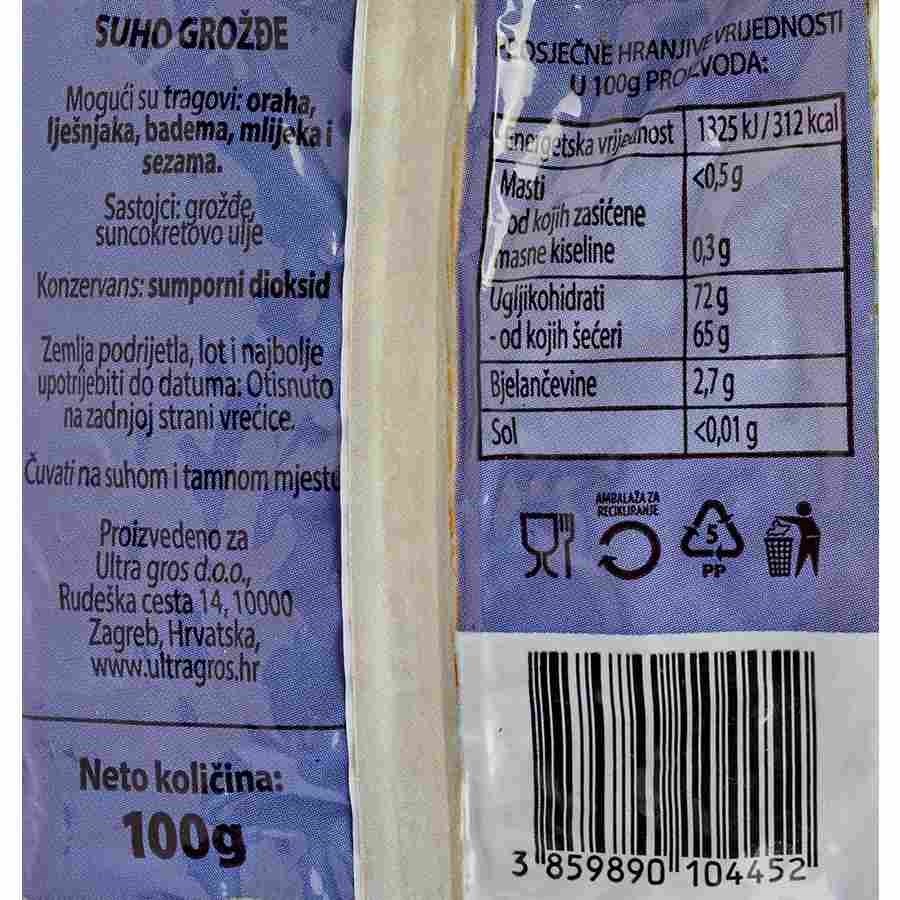 SUHO GROŽĐE
Mogući su tragovi: oraha,
lješnjaka, badema, mlijeka i
sezama.
Sastojci: grožđe,
suncokretovo ulje
Konzervans: sumporni dioksid
Zemlja podrijetla, lot i najbolje
upotrijebiti do datuma: Otisnuto
na zadnjoj strani vrećice.
Čuvati na suhom i tamnom mjestu
Proizvedeno za
Ultra gros d.o.o.,
Rudeška cesta 14, 10000
Zagreb, Hrvatska,
www.ultragros.hr
Neto količina:
100g
PROSJEČNE HRANJIVE VRIJEDNOSTI
U 100g PROIZVODA:
Energetska vrijednost 1325 kJ / 312 kcal
Masti <0,5 g
- od kojih zasićene
masne kiseline 0,3 g
Ugljikohidrati 72 g
- od kojih šećeri 65 g
Bjelančevine 2,7 g
Sol <0,01 g
AMBALAŽA ZA
RECIKLIRANJE
5
PP
3 859890 104452